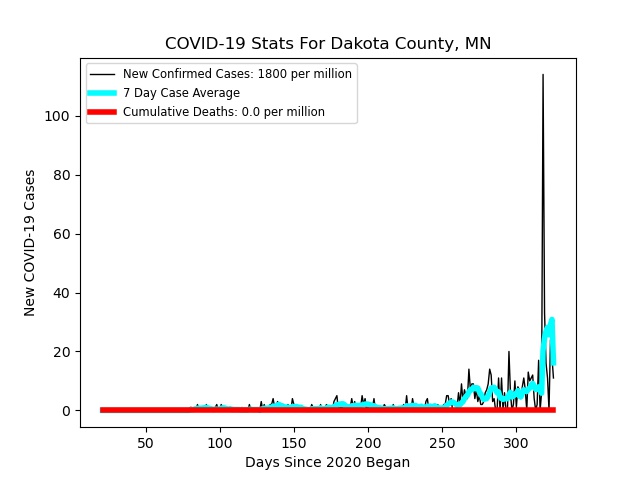 COVID-19 Stats For Dakota County, MN
New Confirmed Cases: 1800 per million
7 Day Case Average
Cumulative Deaths: 0.0 per million
New COVID-19 Cases
100
80
60
40
20
0
50 100 150 200 250 300
Days Since 2020 Began